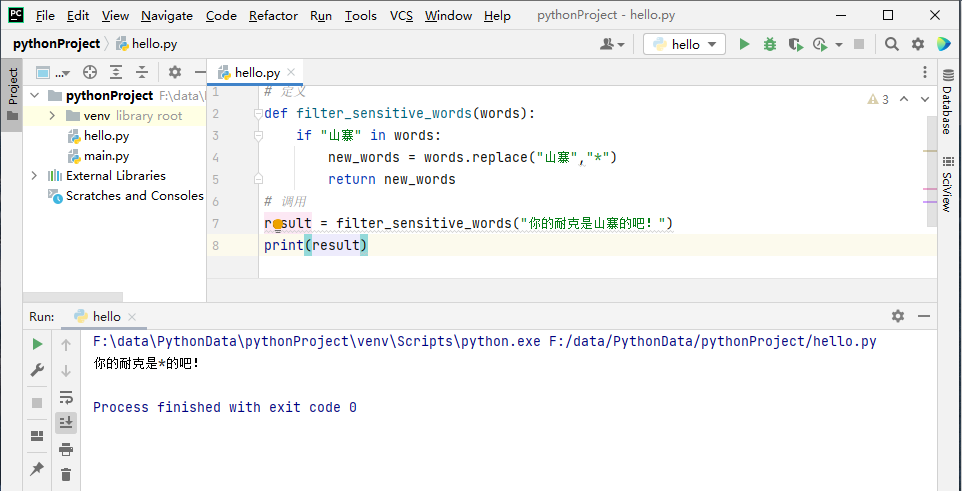 PC File Edit View Navigate Code Refactor Run Tools VCS Window Help pythonProject - hello.py
pythonProject hello.py hello
Project
... hello.py
pythonProject F:\data\
venv library root
hello.py
main.py
External Libraries
Scratches and Consoles
1 # 定义
2 def filter_sensitive_words(words):
3 if "山寨" in words:
4 new_words = words.replace("山寨","*")
5 return new_words
6 # 调用
7 result = filter_sensitive_words("你的耐克是山寨的吧！")
8 print(result)
3
Database
SciView
Run: hello
F:\data\PythonData\pythonProject\venv\Scripts\python.exe F:/data/PythonData/pythonProject/hello.py
你的耐克是*的吧！
Process finished with exit code 0